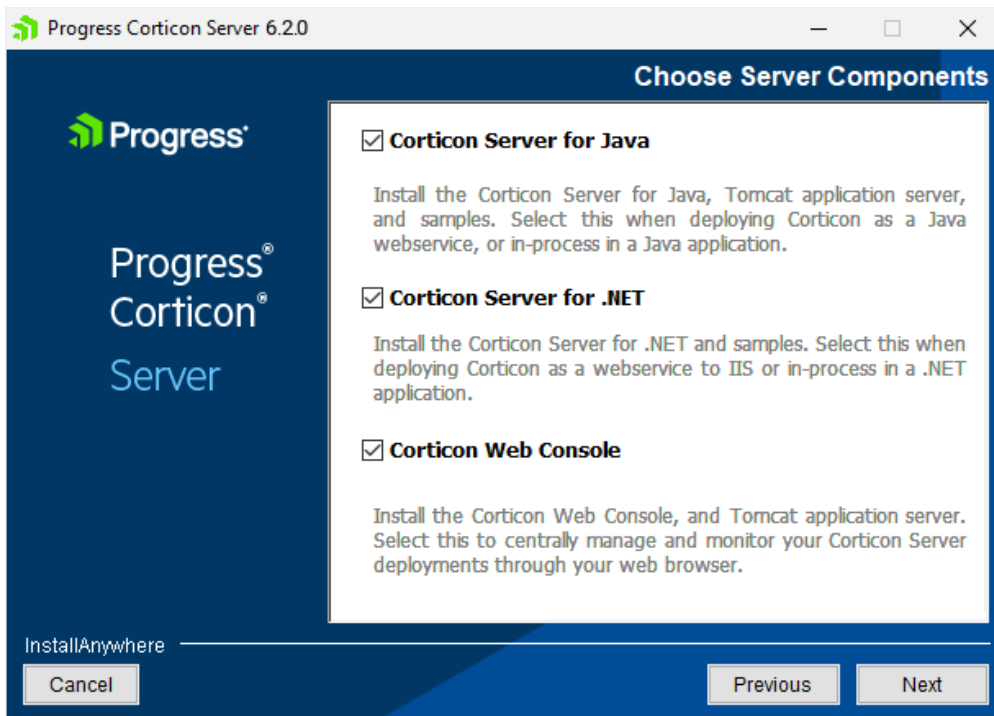 Progress Corticon Server 6.2.0
Choose Server Components
Progress
Progress®
Corticon®
Server
Corticon Server for Java
Install the Corticon Server for Java, Tomcat application server,
and samples. Select this when deploying Corticon as a Java
webservice, or in-process in a Java application.
Corticon Server for .NET
Install the Corticon Server for .NET and samples. Select this when
deploying Corticon as a webservice to IIS or in-process in a .NET
application.
Corticon Web Console
Install the Corticon Web Console, and Tomcat application server.
Select this to centrally manage and monitor your Corticon Server
deployments through your web browser.
InstallAnywhere
Cancel
Previous
Next